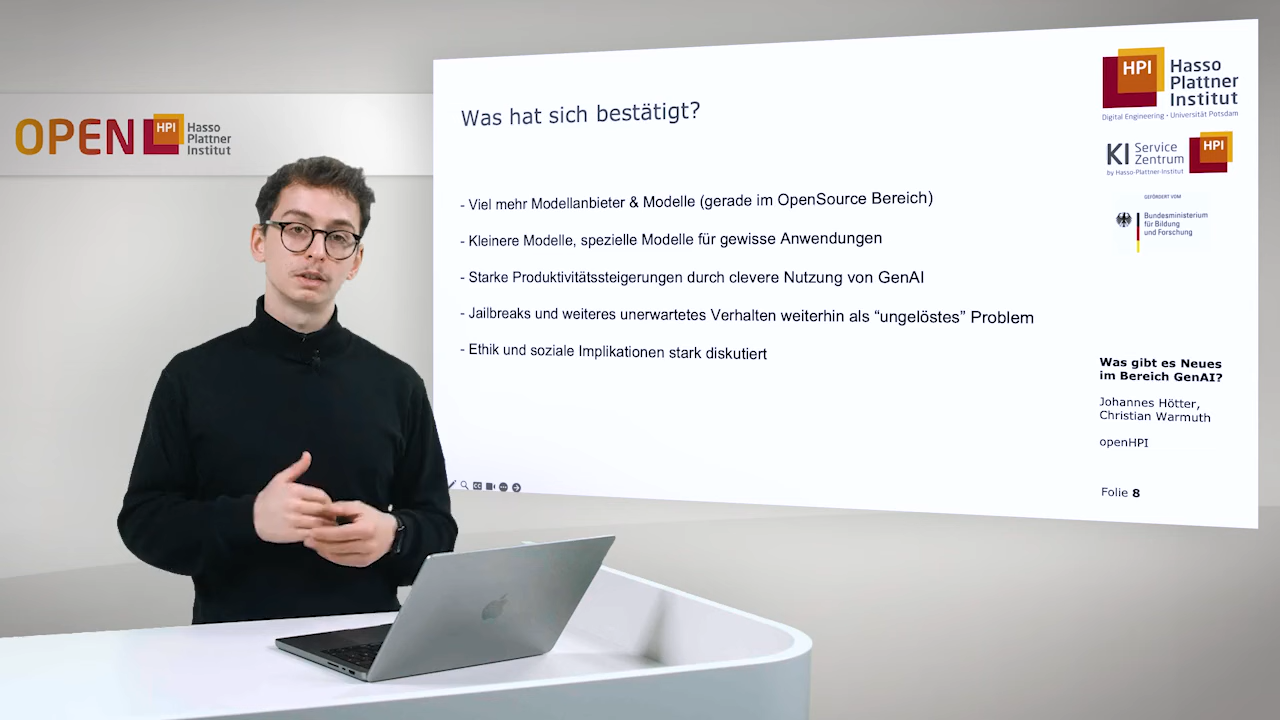 OPEN HPI Hasso
Plattner
Institut
Was hat sich bestätigt?
- Viel mehr Modellanbieter & Modelle (gerade im OpenSource Bereich)
- Kleinere Modelle, spezielle Modelle für gewisse Anwendungen
- Starke Produktivitätssteigerungen durch clevere Nutzung von GenAI
- Jailbreaks und weiteres unerwartetes Verhalten weiterhin als “ungelöstes” Problem
- Ethik und soziale Implikationen stark diskutiert
HPI Hasso
Plattner
Institut
Digital Engineering • Universität Potsdam
KI Service
Zentrum
by Hasso-Plattner-Institut
HPI
GEFÖRDERT VOM
Bundesministerium
für Bildung
und Forschung
Was gibt es Neues
im Bereich GenAI?
Johannes Hötter,
Christian Warmuth
openHPI
Folie 8